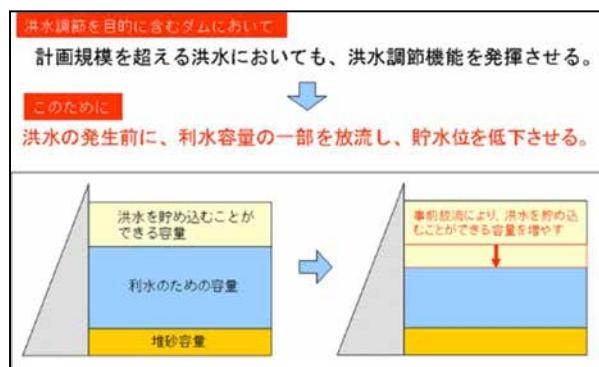 洪水調節を目的に含むダムにおいて
計画規模を超える洪水においても、洪水調節機能を発揮させる。
このために
洪水の発生前に、利水容量の一部を放流し、貯水位を低下させる。
洪水を貯め込むことが
できる容量
利水のための容量
堆砂容量
事前放流により、洪水を貯め込
むことができる容量を増やす